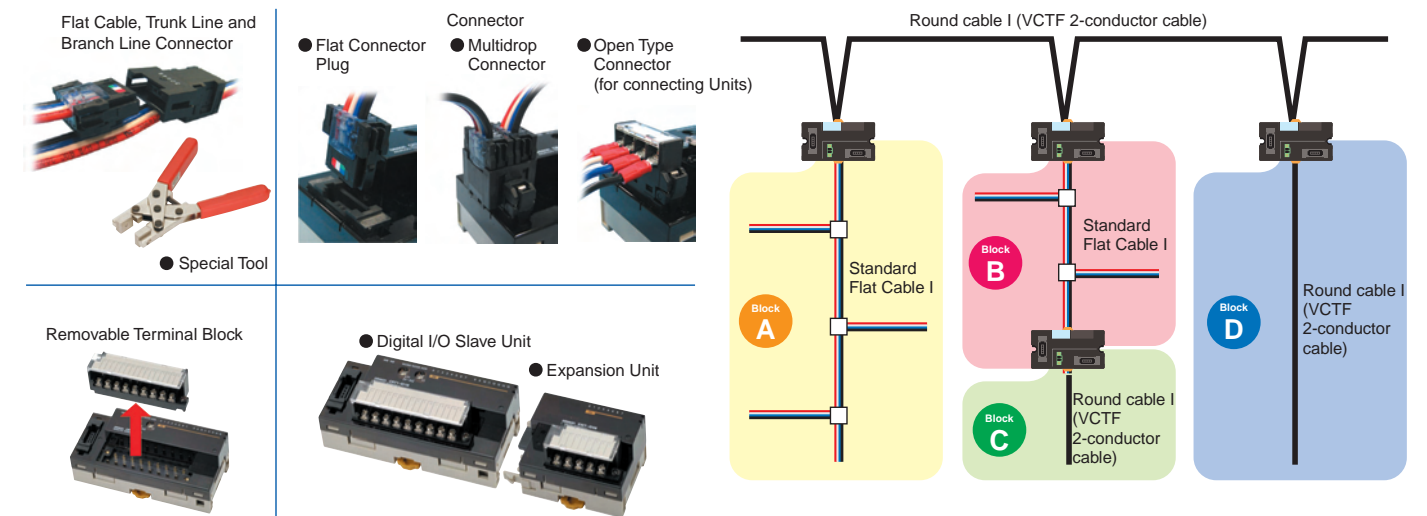 Flat Cable, Trunk Line and
Branch Line Connector
● Special Tool
Connector
● Flat Connector
Plug
● Multidrop
Connector
● Open Type
Connector
(for connecting Units)
Removable Terminal Block
● Digital I/O Slave Unit
● Expansion Unit
Round cable I (VCTF 2-conductor cable)
Standard
Flat Cable I
Block
A
Standard
Flat Cable I
Block
B
Round cable I
(VCTF
2-conductor
cable)
Block
C
Round cable I
(VCTF
2-conductor
cable)
Block
D